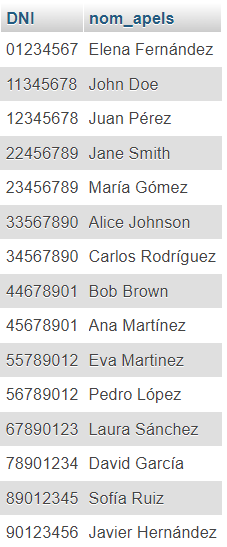 DNI nom_apels
01234567 Elena Fernández
11345678 John Doe
12345678 Juan Pérez
22456789 Jane Smith
23456789 María Gómez
33567890 Alice Johnson
34567890 Carlos Rodríguez
44678901 Bob Brown
45678901 Ana Martínez
55789012 Eva Martinez
56789012 Pedro López
67890123 Laura Sánchez
78901234 David García
89012345 Sofía Ruiz
90123456 Javier Hernández